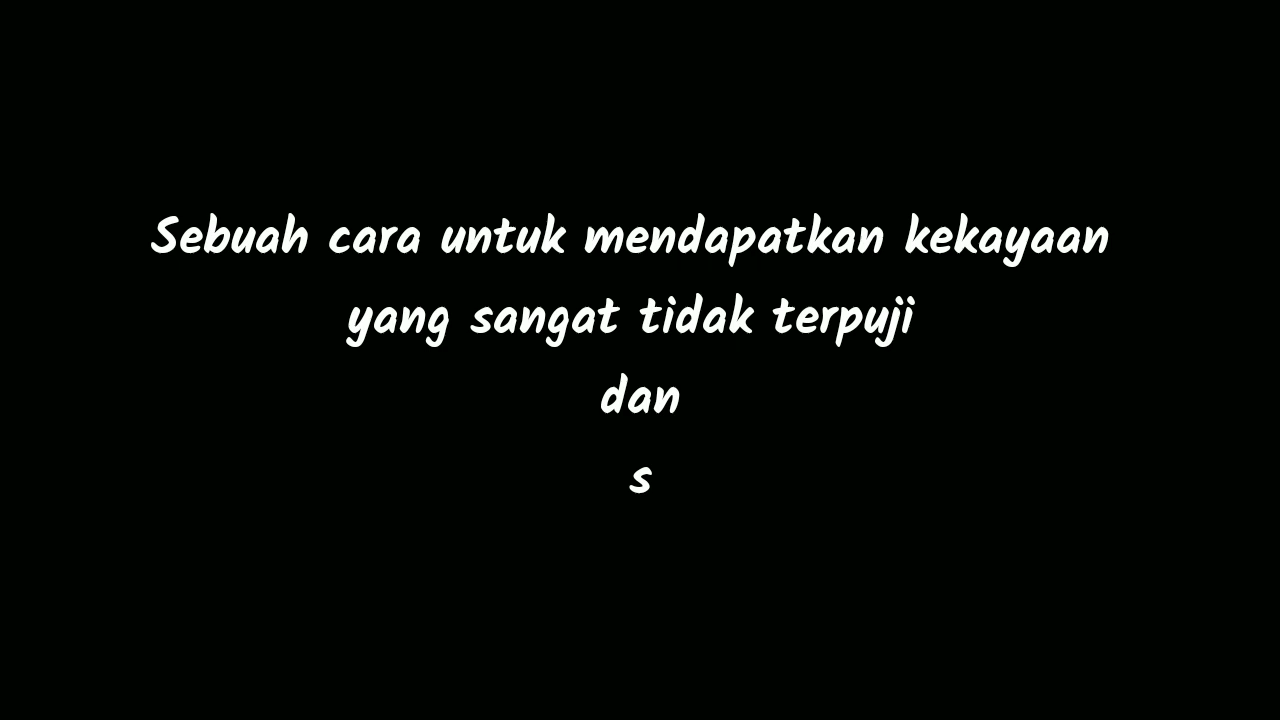 Sebuah cara untuk mendapatkan kekayaan
yang sangat tidak terpuji
dan
s